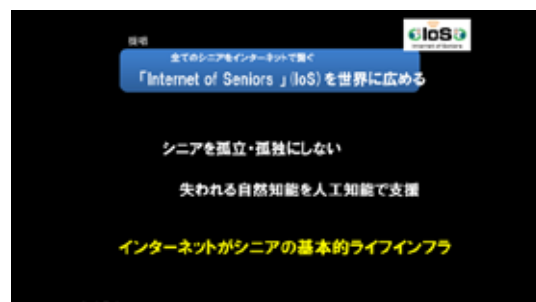 提唱
IoS
Internet of Seniors
全てのシニアをインターネットで繋ぐ
「Internet of Seniors 」(IoS)を世界に広める
シニアを孤立・孤独にしない
失われる自然知能を人工知能で支援
インターネットがシニアの基本的ライフインフラ